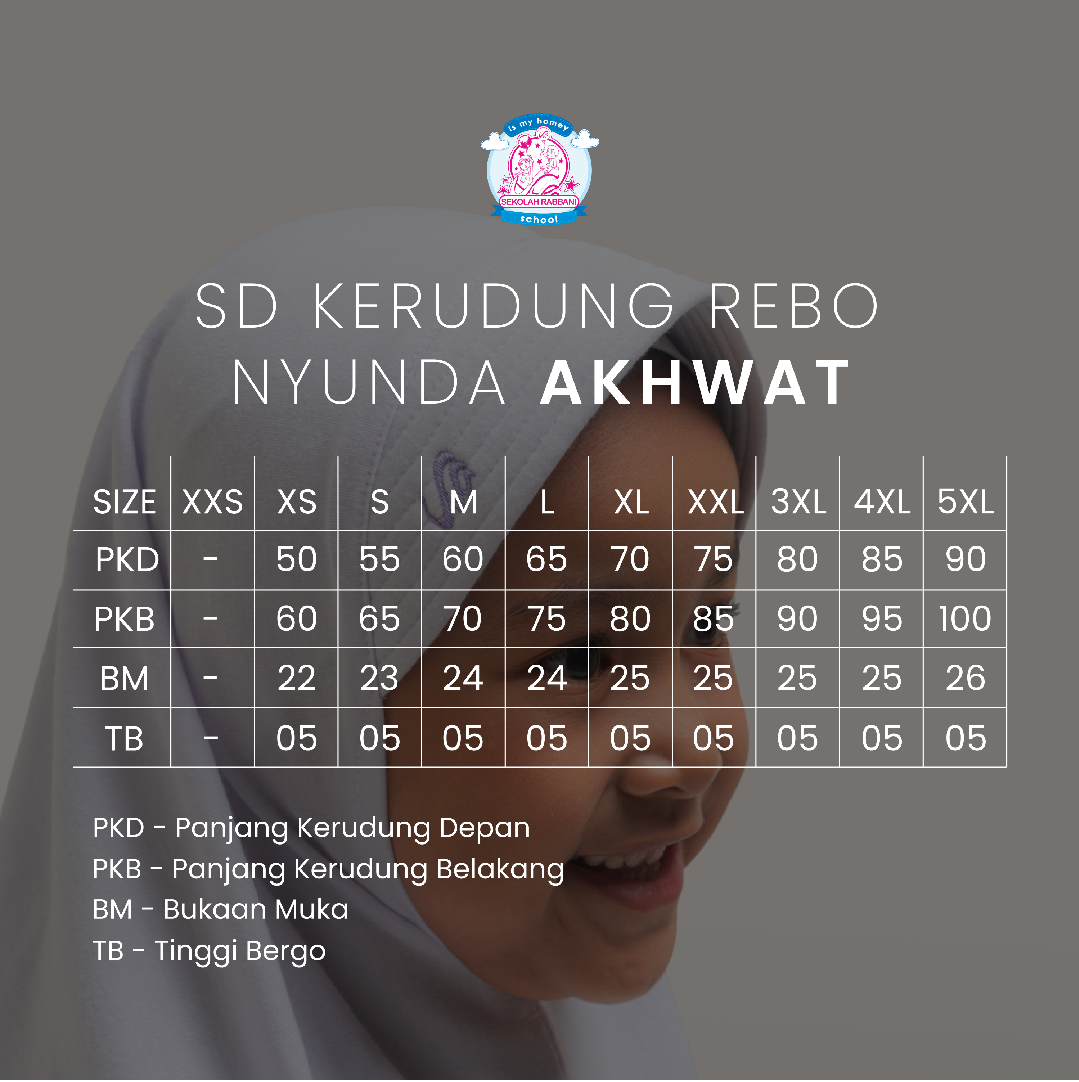 is my homey
SEKOLAH RABBANI
school
SD KERUDUNG REBO
NYUNDA AKHWAT
SIZE XXS XS S M L XL XXL 3XL 4XL 5XL
PKD - 50 55 60 65 70 75 80 85 90
PKB - 60 65 70 75 80 85 90 95 100
BM - 22 23 24 24 25 25 25 25 26
TB - 05 05 05 05 05 05 05 05 05
PKD - Panjang Kerudung Depan
PKB - Panjang Kerudung Belakang
BM - Bukaan Muka
TB - Tinggi Bergo